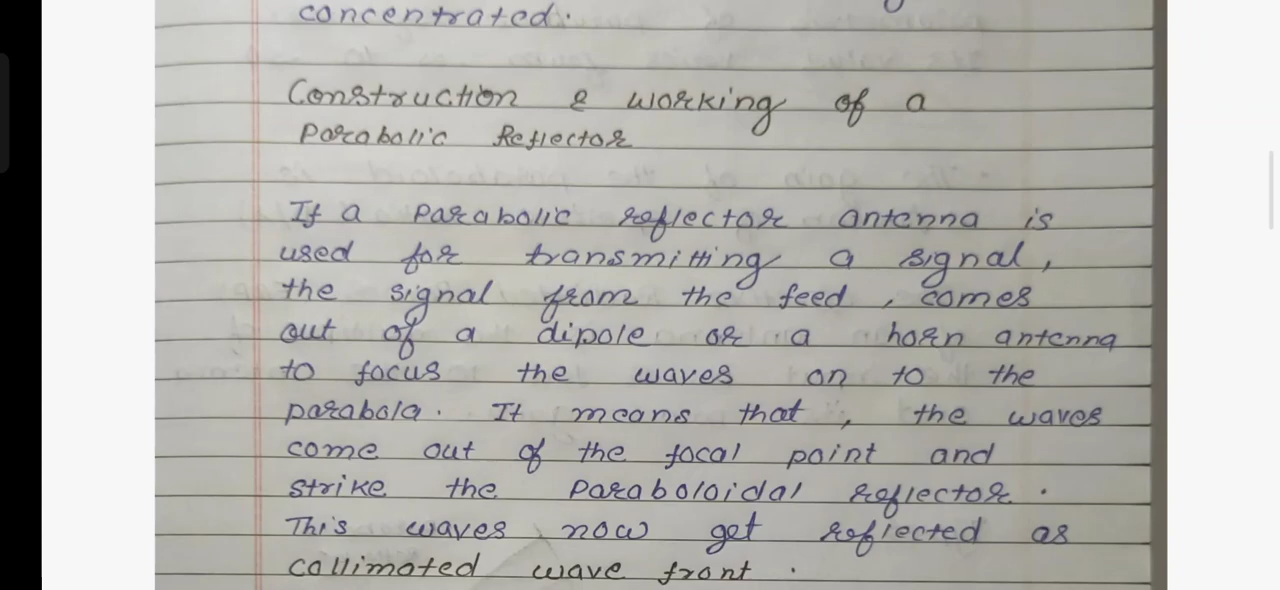 concentrated.
Construction & working of a
Parabolic Reflector
If a parabolic reflector antenna is
used for transmitting a signal,
the signal from the feed, comes
out of a dipole or a horn antenna
to focus the waves on to the
parabola. It means that, the waves
come out of the focal point and
strike the Paraboloidal reflector.
This waves now get reflected as
collimated wave front.